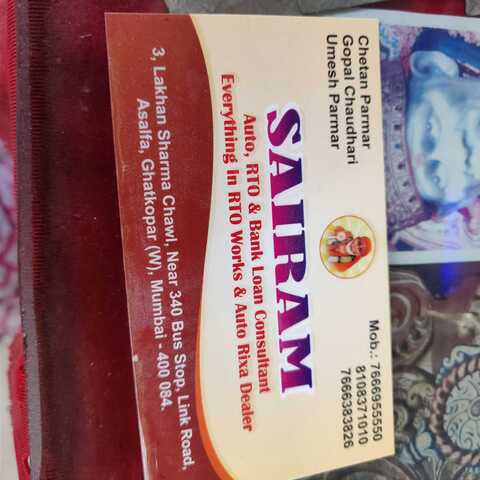 Chetan Parmar
Gopal Chaudhari
Umesh Parmar
Mob.: 7666955550
8108371010
7666383826
SAIRAM
Auto, RTO & Bank Loan Consultant
Everything In RTO Works & Auto Rixa Dealer
3, Lakhan Sharma Chawl, Near 340 Bus Stop, Link Road,
Asalfa, Ghatkopar (W), Mumbai - 400 084.